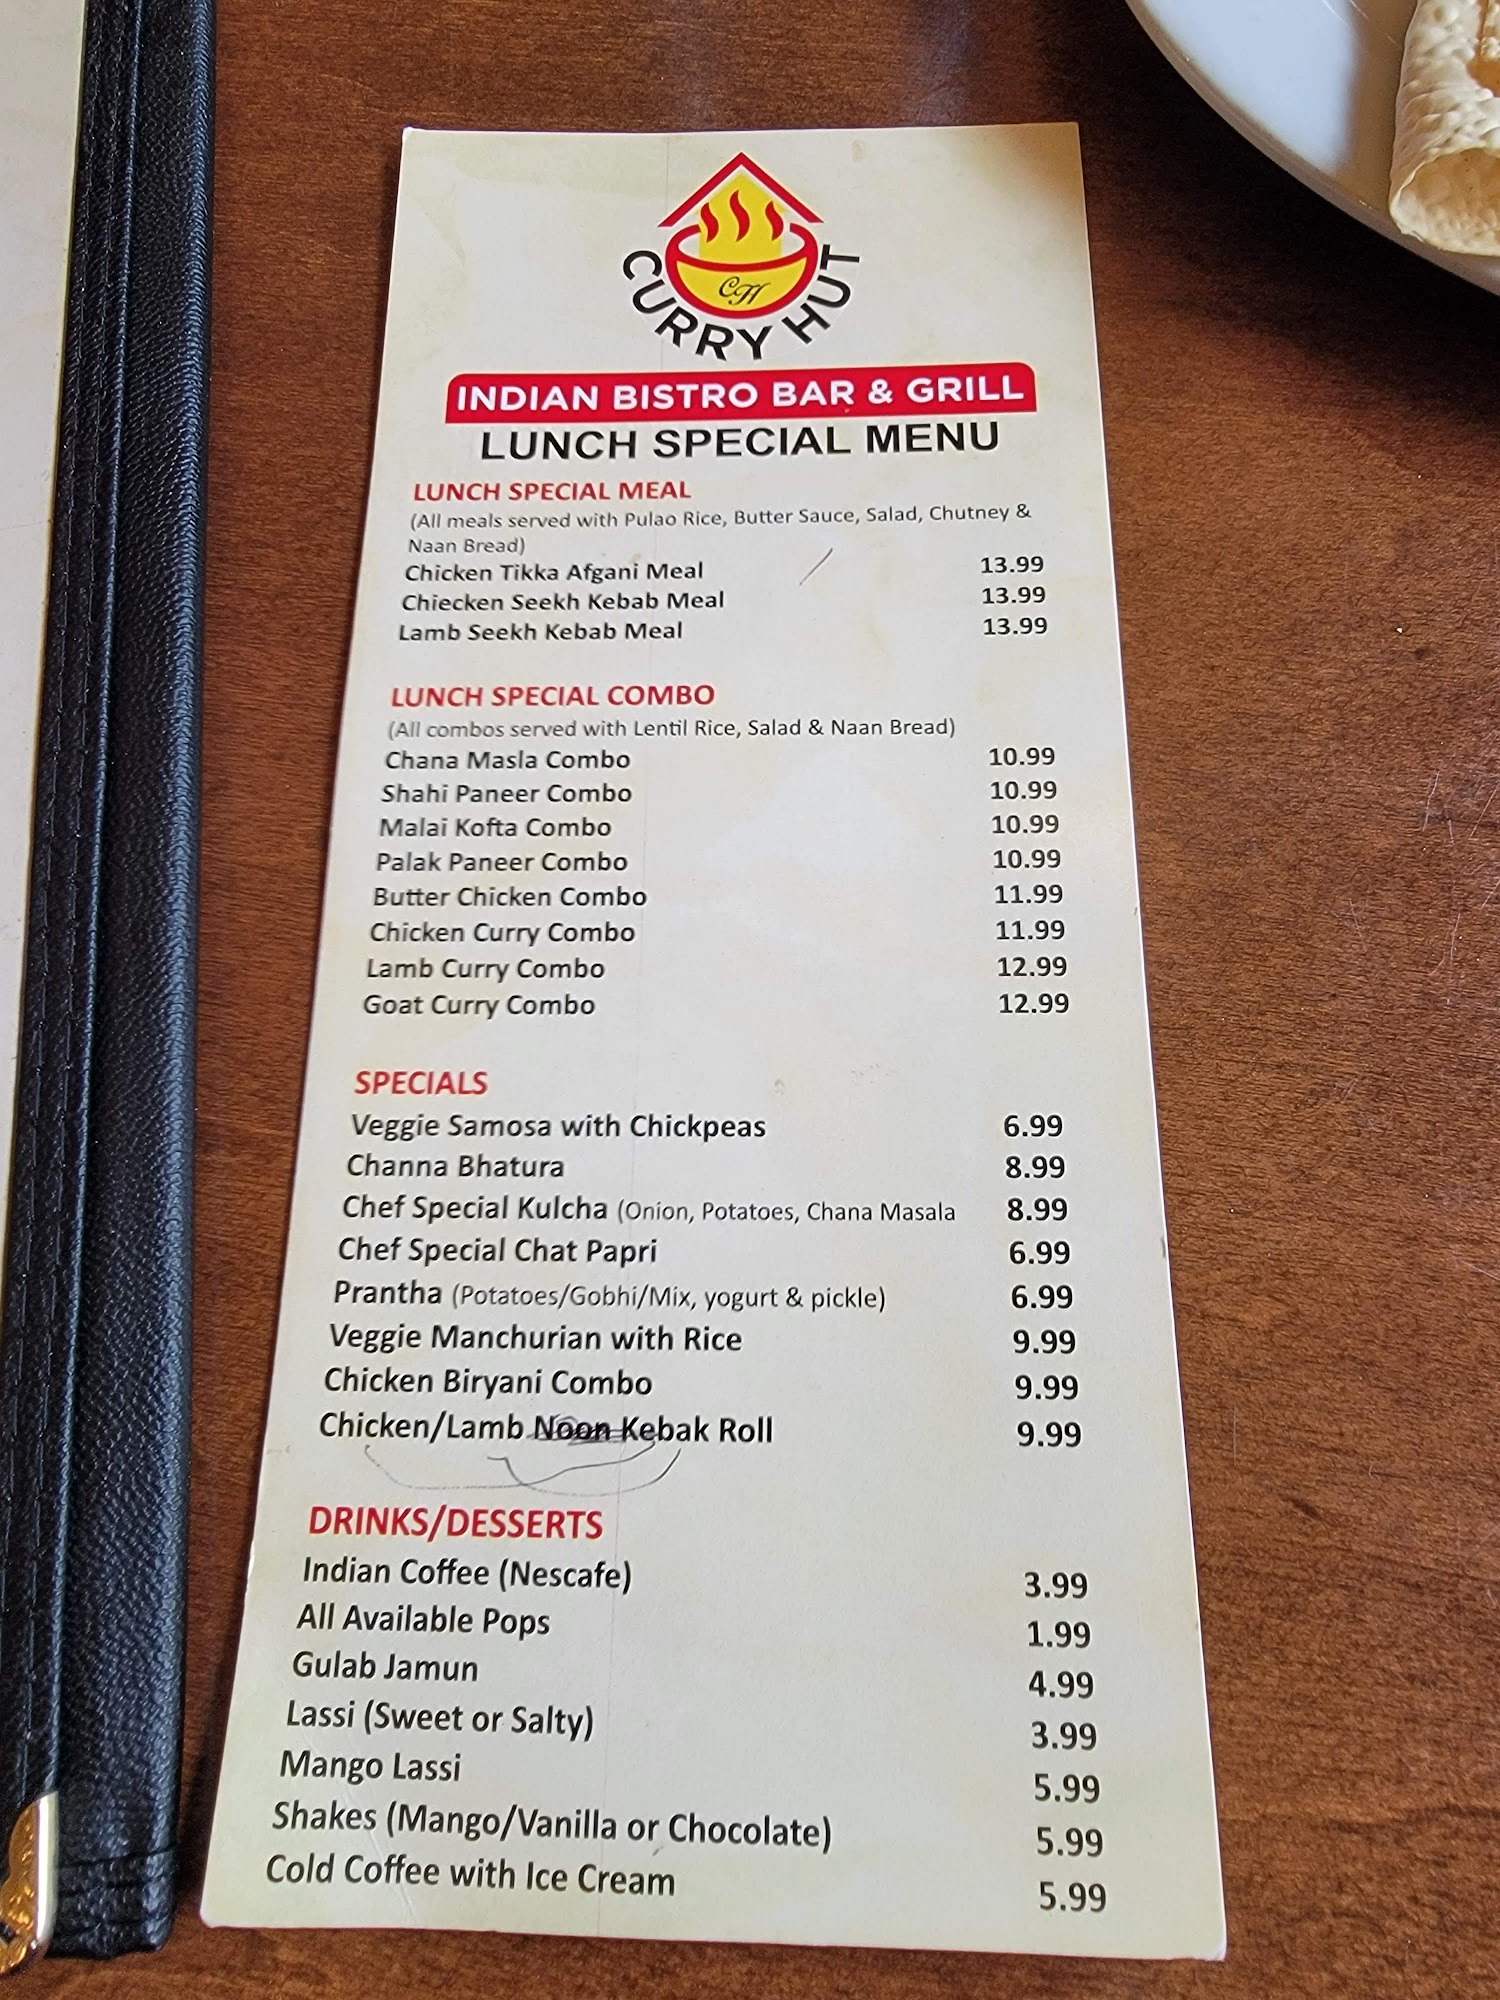 CH
CURRY HUT
INDIAN BISTRO BAR & GRILL
LUNCH SPECIAL MENU
LUNCH SPECIAL MEAL
(All meals served with Pulao Rice, Butter Sauce, Salad, Chutney &
Naan Bread)
Chicken Tikka Afgani Meal 13.99
Chiecken Seekh Kebab Meal 13.99
Lamb Seekh Kebab Meal 13.99
LUNCH SPECIAL COMBO
(All combos served with Lentil Rice, Salad & Naan Bread)
Chana Masla Combo 10.99
Shahi Paneer Combo 10.99
Malai Kofta Combo 10.99
Palak Paneer Combo 10.99
Butter Chicken Combo 11.99
Chicken Curry Combo 11.99
Lamb Curry Combo 12.99
Goat Curry Combo 12.99
SPECIALS
Veggie Samosa with Chickpeas 6.99
Channa Bhatura 8.99
Chef Special Kulcha (Onion, Potatoes, Chana Masala 8.99
Chef Special Chat Papri 6.99
Prantha (Potatoes/Gobhi/Mix, yogurt & pickle) 6.99
Veggie Manchurian with Rice 9.99
Chicken Biryani Combo 9.99
Chicken/Lamb Noon Kebak Roll 9.99
DRINKS/DESSERTS
Indian Coffee (Nescafe) 3.99
All Available Pops 1.99
Gulab Jamun 4.99
Lassi (Sweet or Salty) 3.99
Mango Lassi 5.99
Shakes (Mango/Vanilla or Chocolate) 5.99
Cold Coffee with Ice Cream 5.99